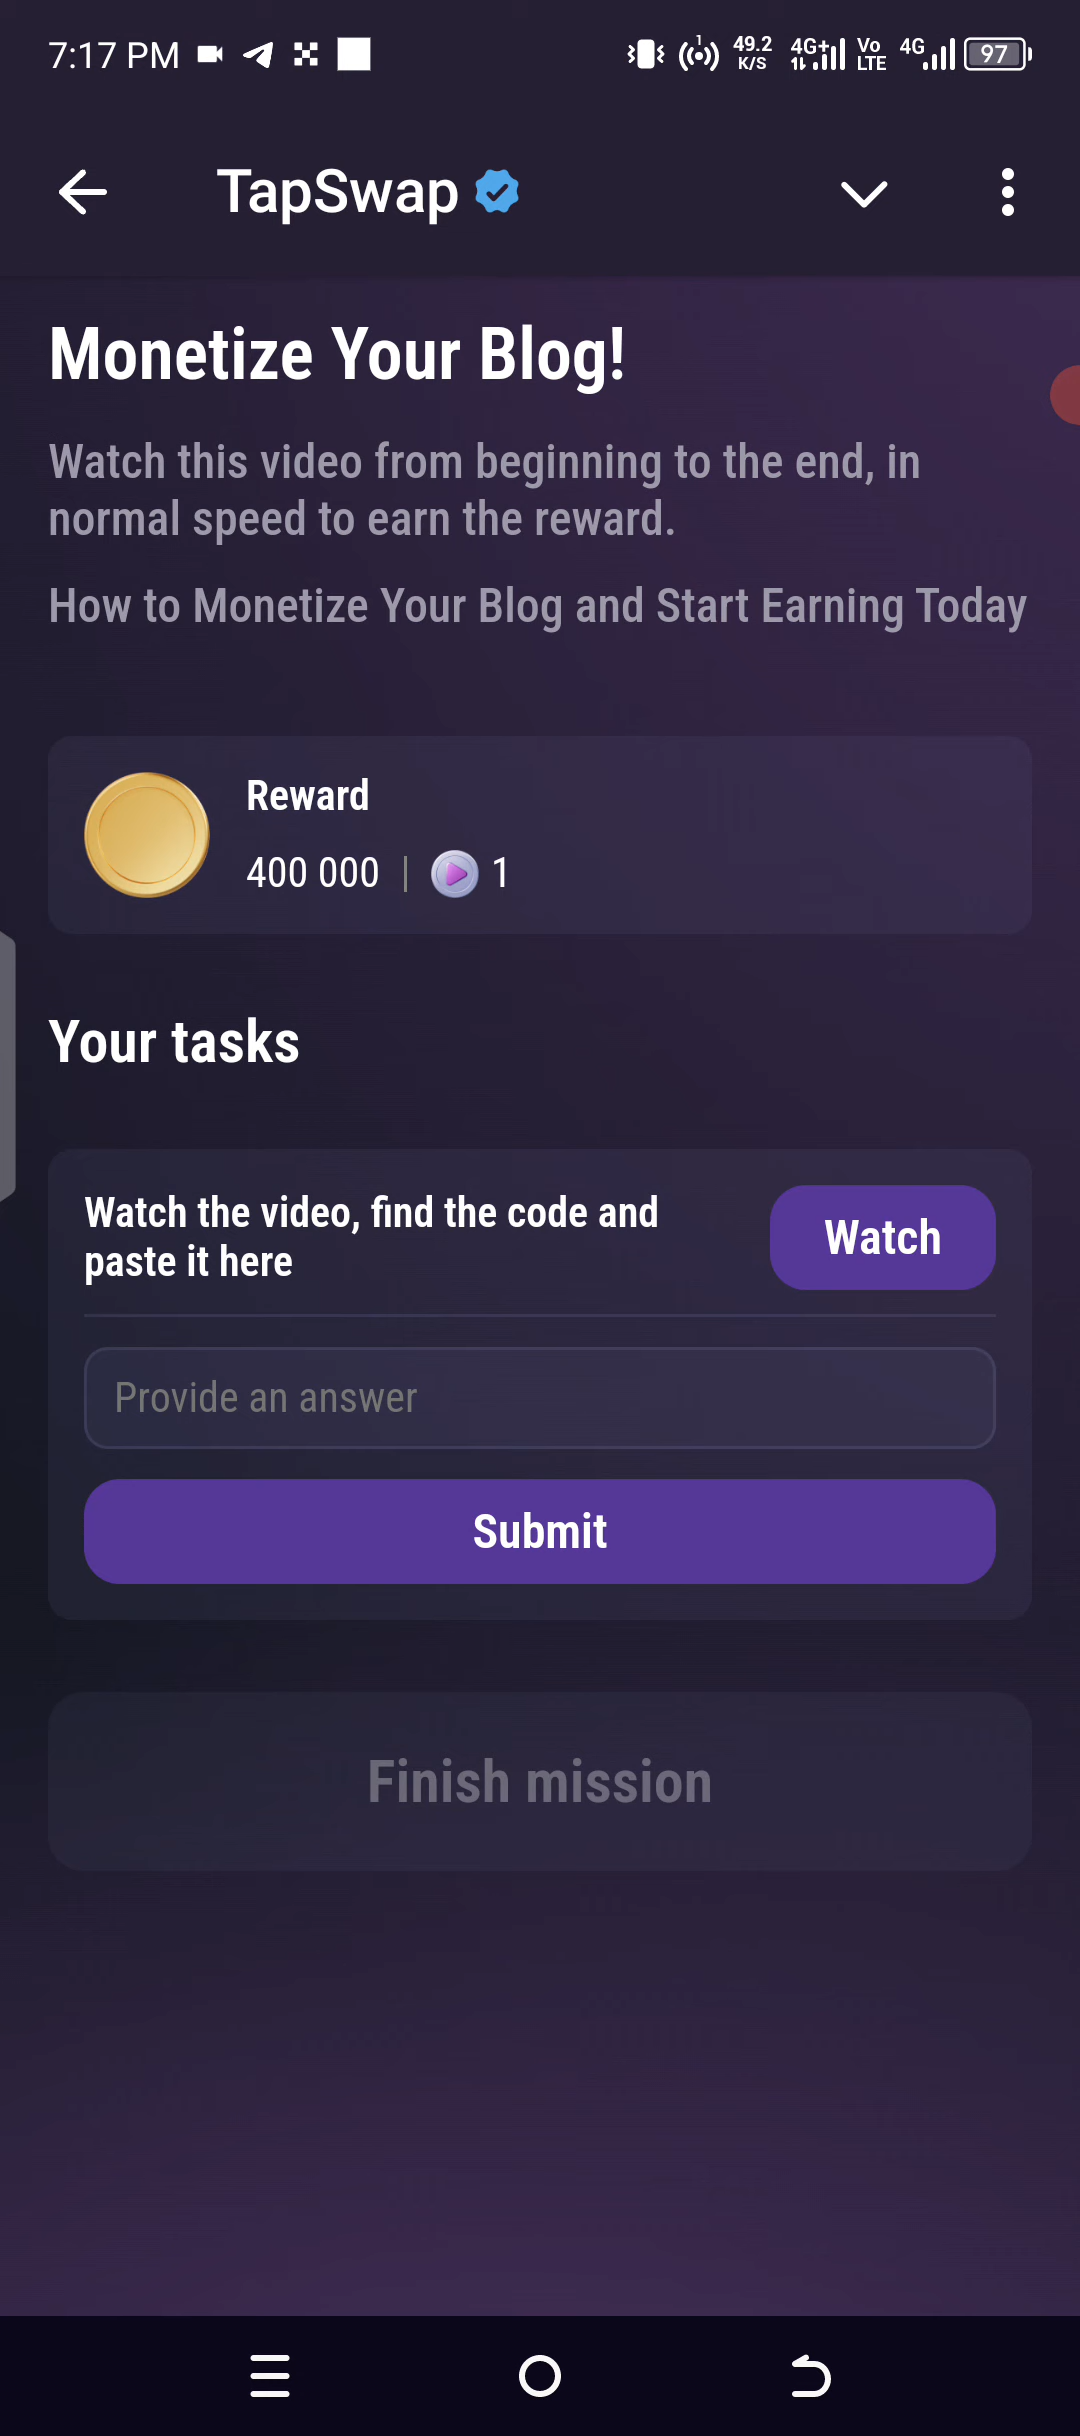 7:17 PM
49.2 K/S 4G+ Vo LTE 4G 97
TapSwap
Monetize Your Blog!
Watch this video from beginning to the end, in
normal speed to earn the reward.
How to Monetize Your Blog and Start Earning Today
Reward
400 000 | 1
Your tasks
Watch the video, find the code and
paste it here
Watch
Provide an answer
Submit
Finish mission